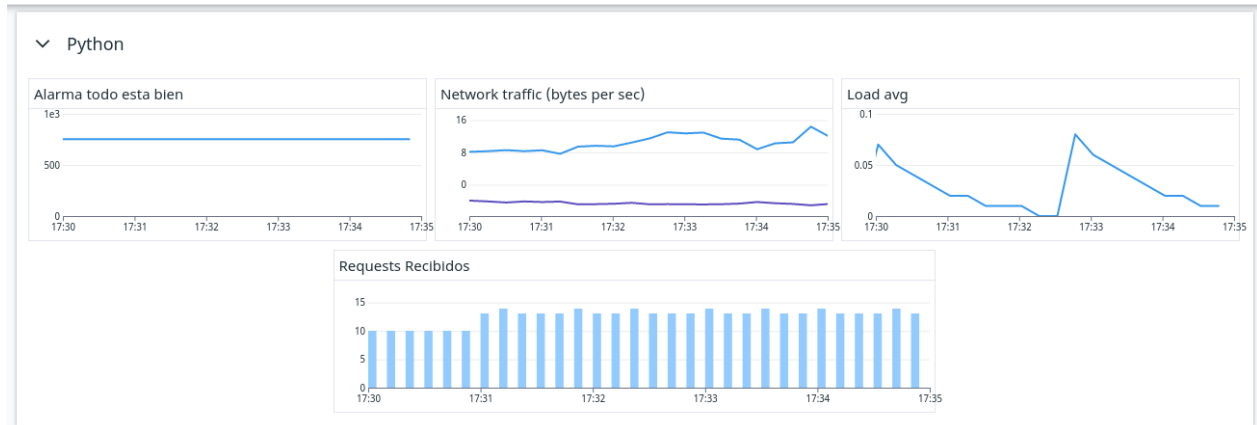 Python
Alarma todo esta bien
1e3
500
0
17:30 17:31 17:32 17:33 17:34 17:35
Network traffic (bytes per sec)
16
8
0
17:30 17:31 17:32 17:33 17:34 17:35
Load avg
0.1
0.05
0
17:30 17:31 17:32 17:33 17:34 17:35
Requests Recibidos
15
10
5
0
17:30 17:31 17:32 17:33 17:34 17:35